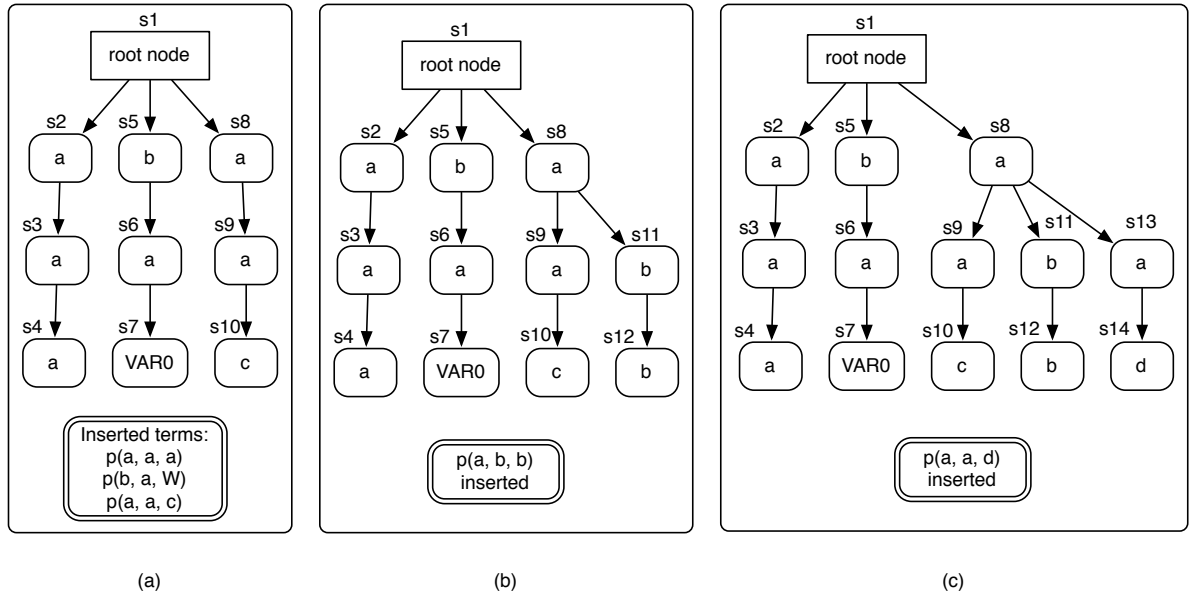 s1
root node
s2 s5 s8
a b a
s3 s6 s9
a a a
s4 s7 s10
a VAR0 c
Inserted terms:
p(a, a, a)
p(b, a, W)
p(a, a, c)
(a)
s1
root node
s2 s5 s8
a b a
s3 s6 s9 s11
a a a b
s4 s7 s10 s12
a VAR0 c b
p(a, b, b)
inserted
(b)
s1
root node
s2 s5 s8
a b a
s3 s6 s9 s11 s13
a a a b a
s4 s7 s10 s12 s14
a VAR0 c b d
p(a, a, d)
inserted
(c)